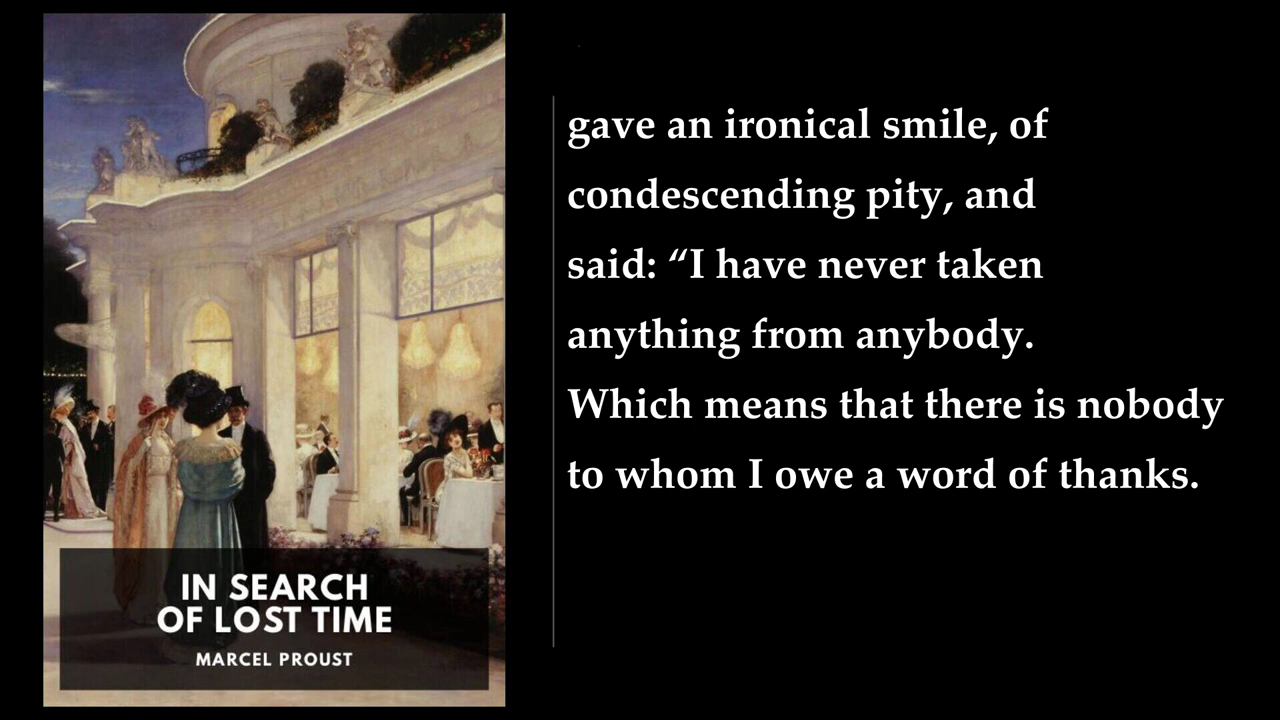 gave an ironical smile, of
condescending pity, and
said: “I have never taken
anything from anybody.
Which means that there is nobody
to whom I owe a word of thanks.
IN SEARCH
OF LOST TIME
MARCEL PROUST